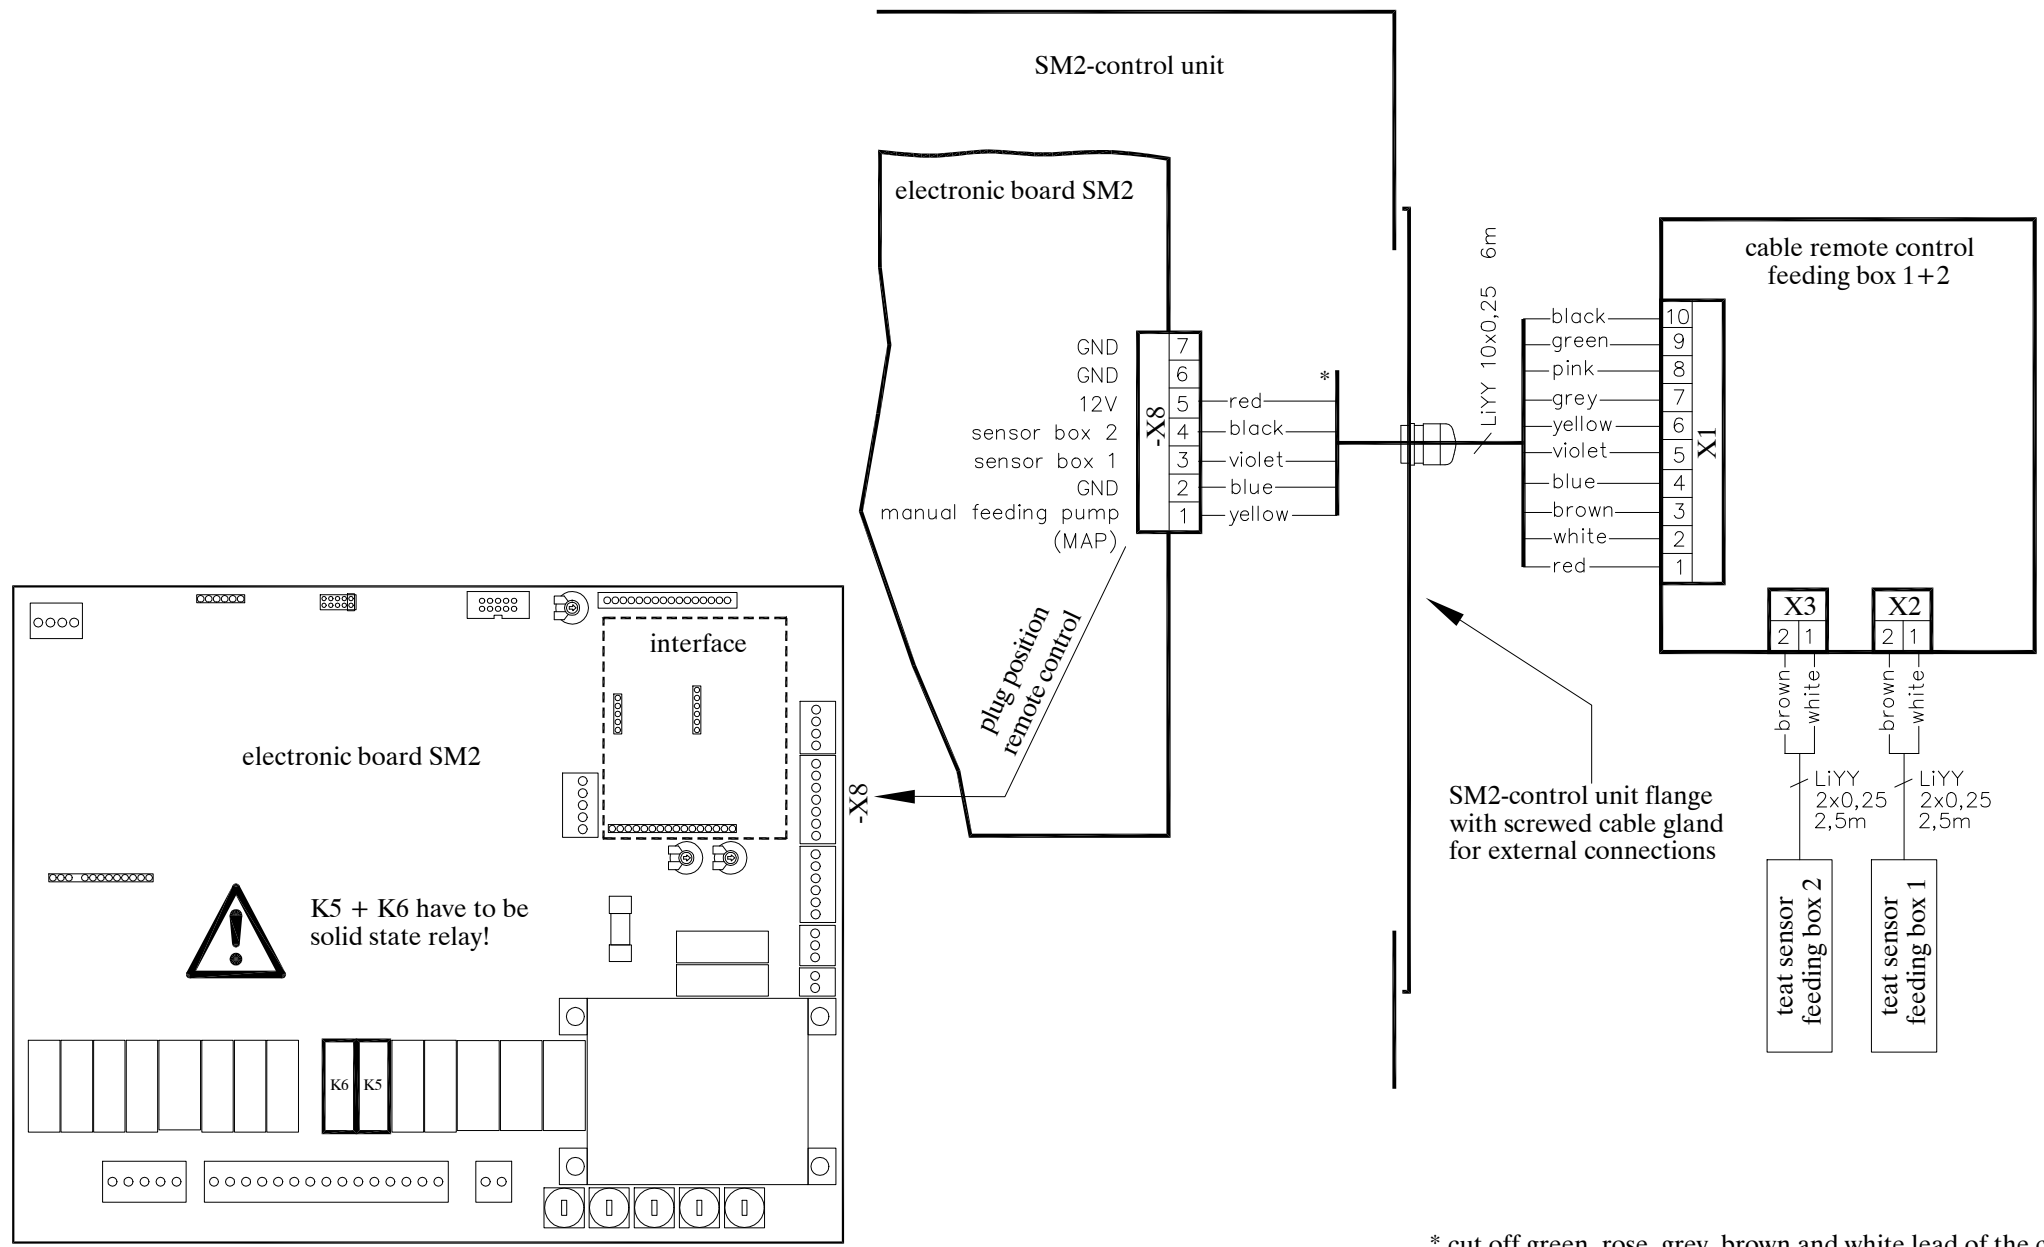 SM2-control unit
electronic board SM2
GND 7
GND 6
12V 5 red
sensor box 2 4 black
sensor box 1 3 violet
GND 2 blue
manual feeding pump 1 yellow
(MAP)
-X8
*
plug position
remote control
LiYY 10x0,25 6m
cable remote control
feeding box 1+2
black 10
green 9
pink 8
grey 7
yellow 6
violet 5
blue 4
brown 3
white 2
red 1
X1
X3
2 1
X2
2 1
brown
white
brown
white
LiYY
2x0,25
2,5m
LiYY
2x0,25
2,5m
teat sensor
feeding box 2
teat sensor
feeding box 1
SM2-control unit flange
with screwed cable gland
for external connections
interface
electronic board SM2
-X8
K5 + K6 have to be
solid state relay!
K6 K5
* cut off green, rose, grey, brown and white lead of the